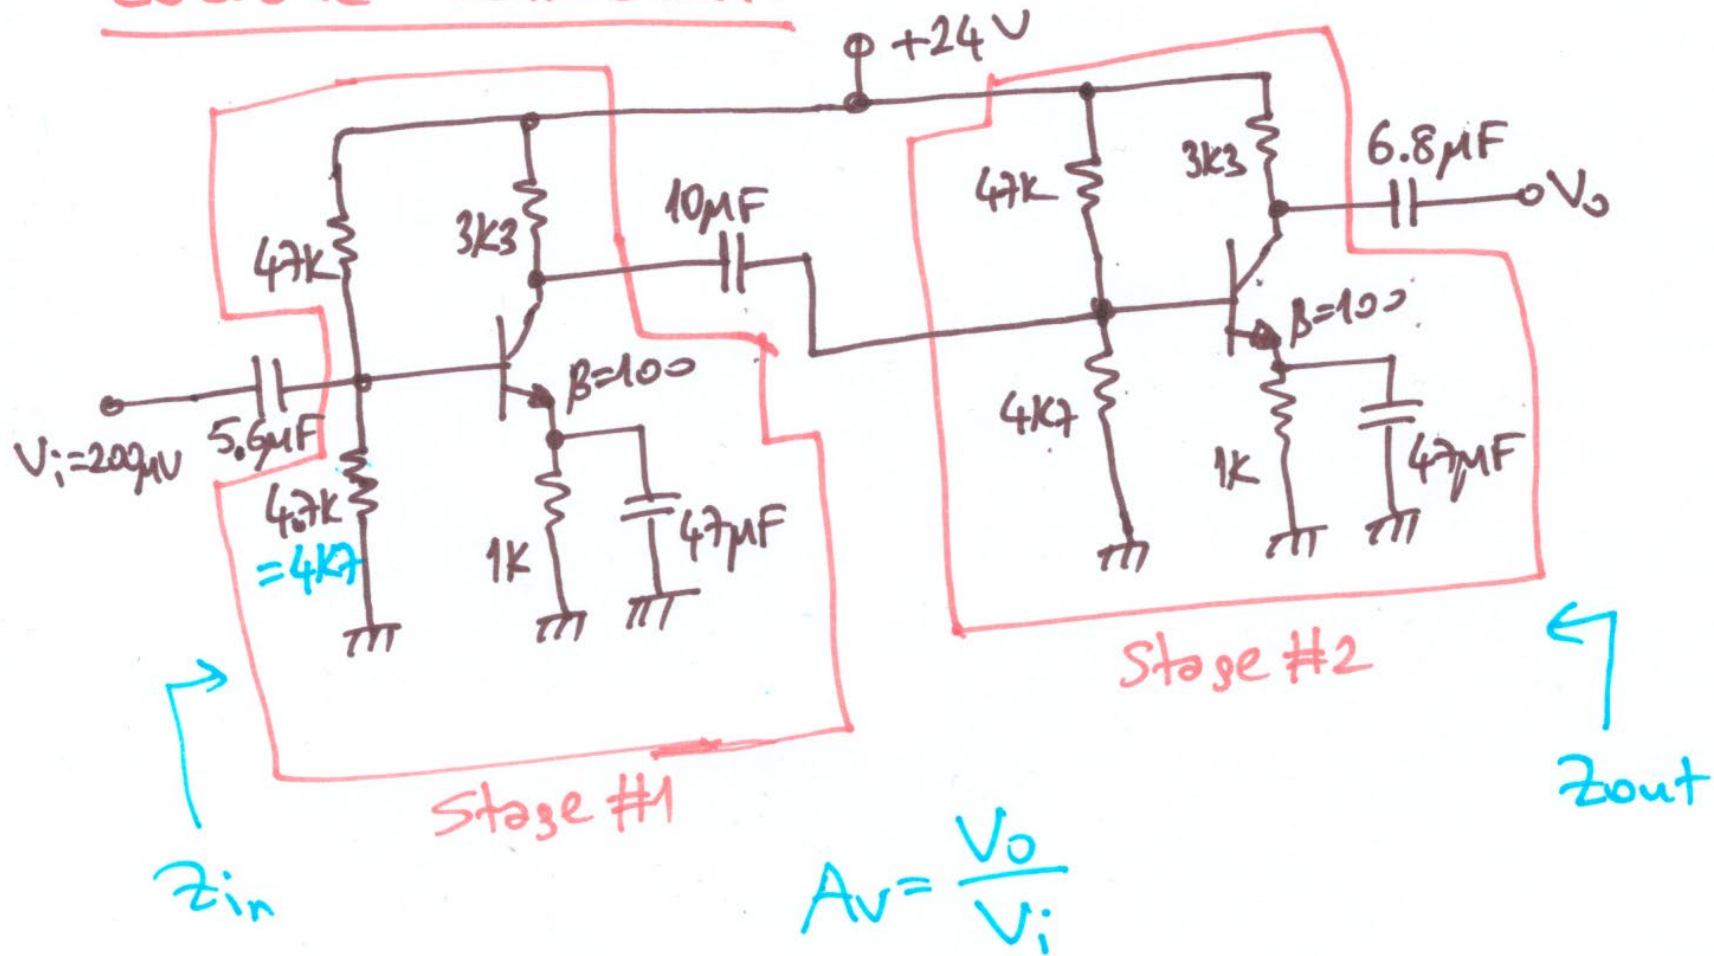 +24V
47K
3K3
10µF
47K
3K3
6.8µF
Vo
β=100
β=100
Vi=200µV
5.6µF
4.7K
=4K7
1K
47µF
4K7
1K
47µF
Stage #2
Zout
Stage #1
Zin
Av=Vo
Vi